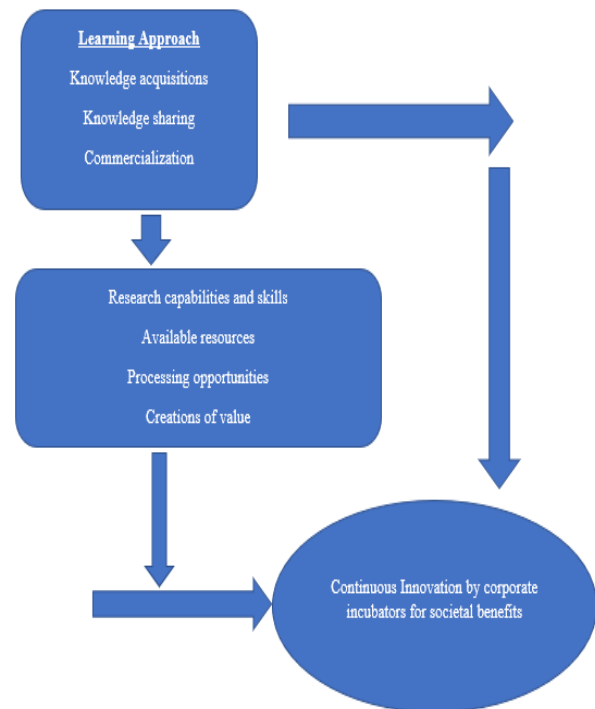 Learning Approach
Knowledge acquisitions
Knowledge sharing
Commercialization
Research capabilities and skills
Available resources
Processing opportunities
Creations of value
Continuous Innovation by corporate
incubators for societal benefits